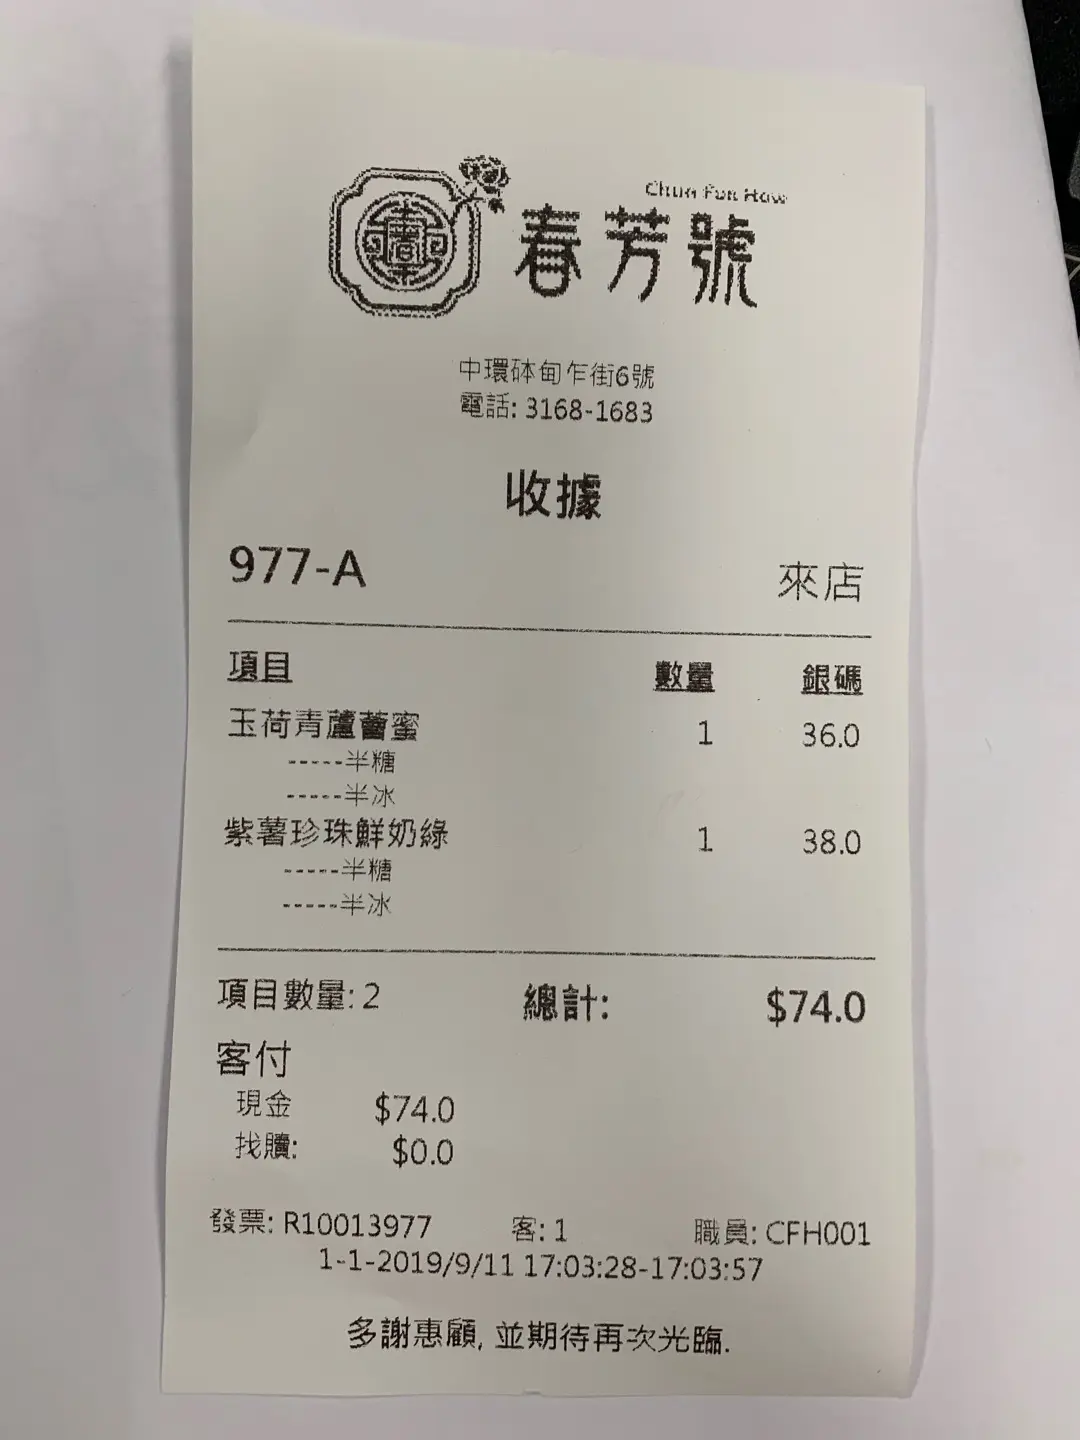 Chun Fun How
春芳號
中環砵甸乍街6號
電話: 3168-1683
收據
977-A 來店
項目 數量 銀碼
玉荷青蘆薈蜜 1 36.0
-----半糖
-----半冰
紫薯珍珠鮮奶綠 1 38.0
-----半糖
-----半冰
項目數量: 2 總計: $74.0
客付
現金 $74.0
找贖: $0.0
發票: R10013977 客: 1 職員: CFH001
1-1-2019/9/11 17:03:28-17:03:57
多謝惠顧, 並期待再次光臨.